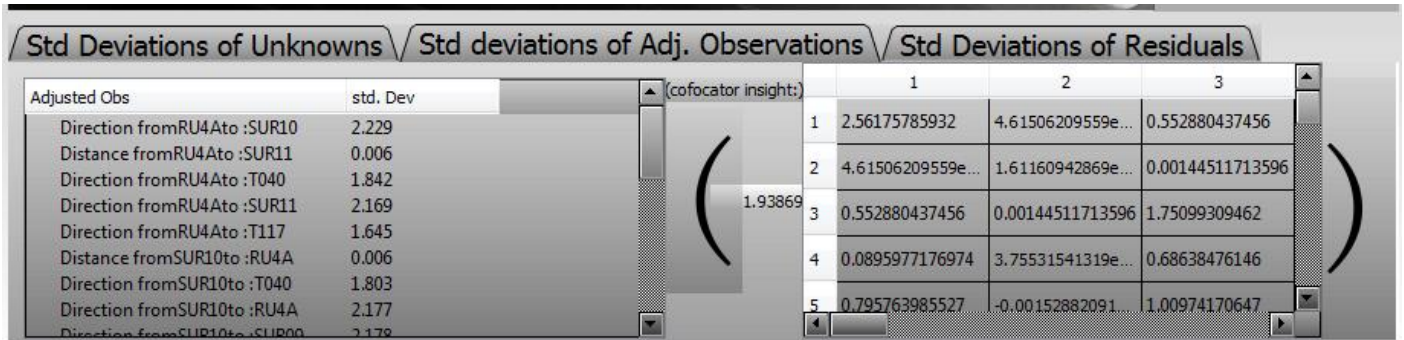 Std Deviations of Unknowns Std deviations of Adj. Observations Std Deviations of Residuals
Adjusted Obs std. Dev
Direction fromRU4Ato :SUR10 2.229
Distance fromRU4Ato :SUR11 0.006
Direction fromRU4Ato :T040 1.842
Direction fromRU4Ato :SUR11 2.169
Direction fromRU4Ato :T117 1.645
Distance fromSUR10to :RU4A 0.006
Direction fromSUR10to :T040 1.803
Direction fromSUR10to :RU4A 2.177
Direction fromSUR10to :SUR09 2.178
(cofocator insight:)
(
1.93869
1 2 3
1 2.56175785932 4.61506209559e... 0.552880437456
2 4.61506209559e... 1.61160942869e... 0.00144511713596
3 0.552880437456 0.00144511713596 1.75099309462
4 0.0895977176974 3.75531541319e... 0.68638476146
5 0.795763985527 -0.00152882091... 1.00974170647
)